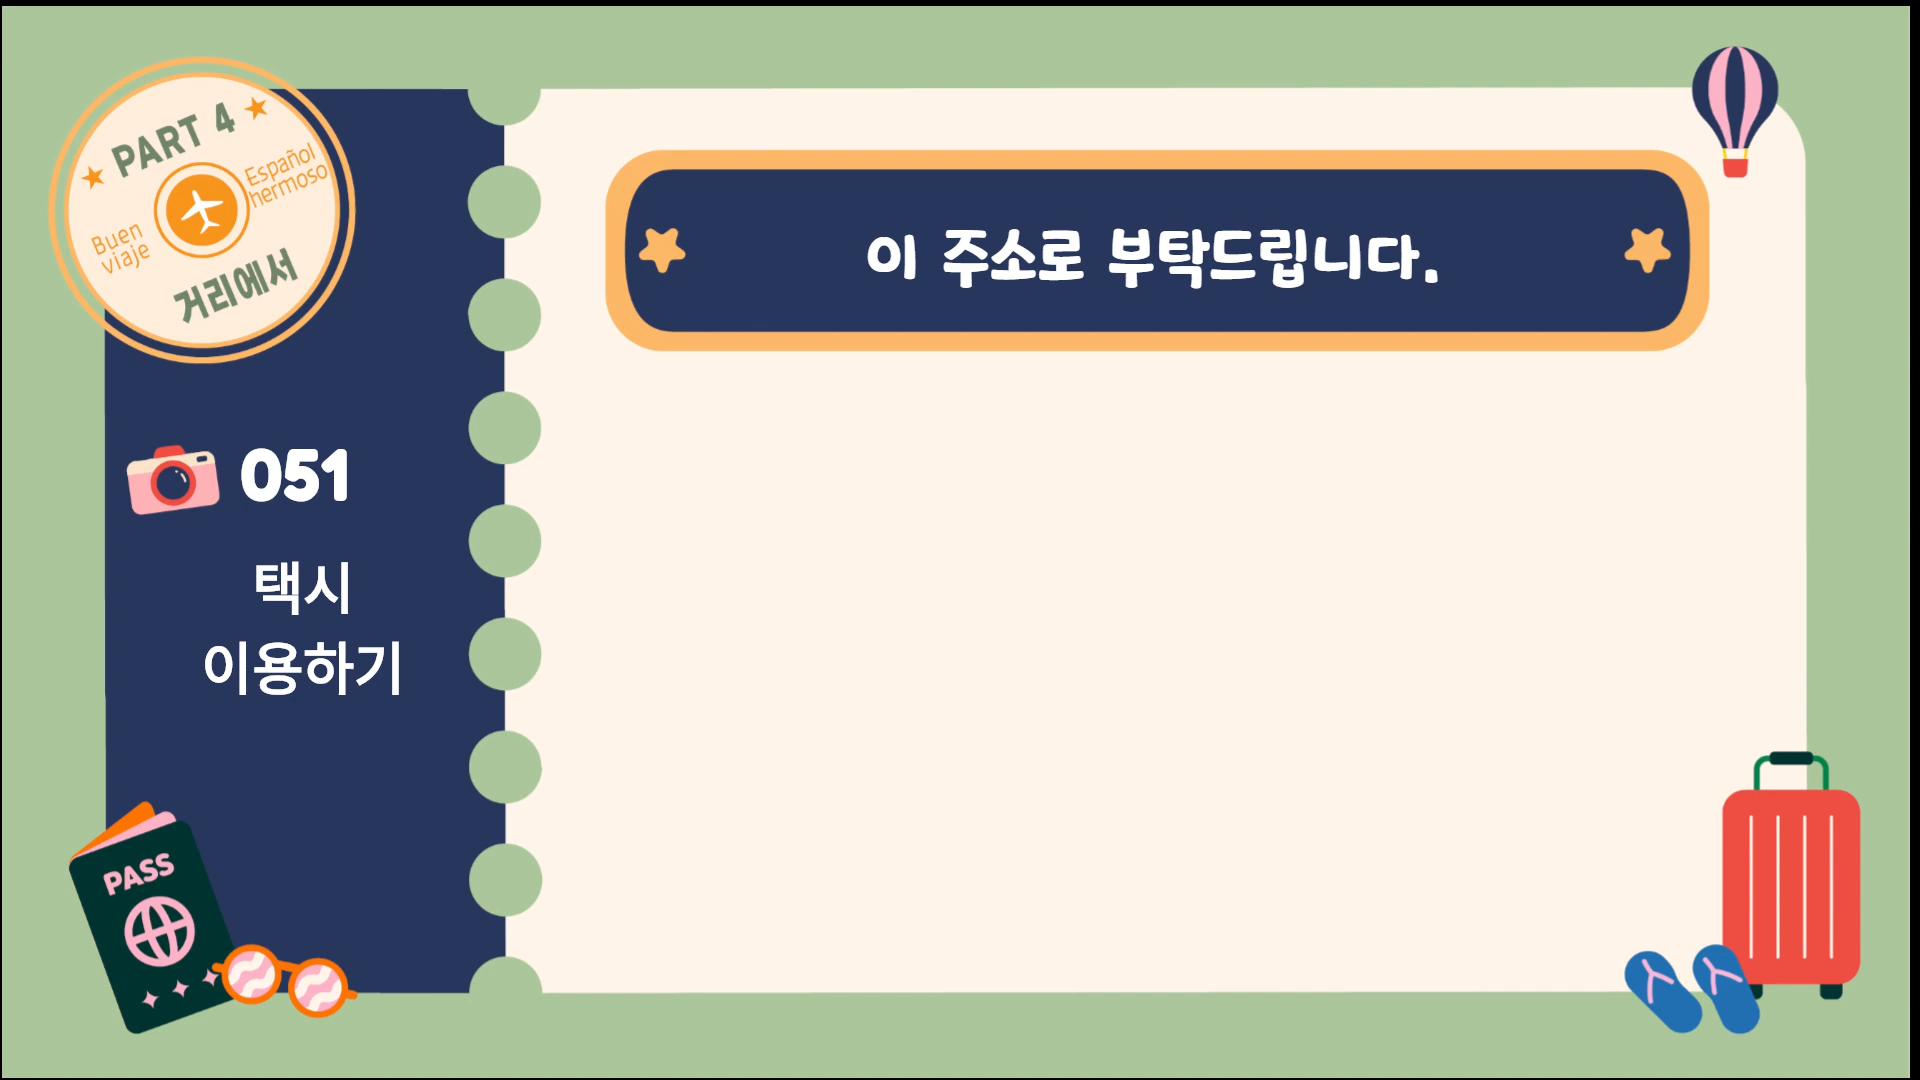 PART 4
Español
hermoso
Buen
viaje
거리에서
이 주소로 부탁드립니다.
051
택시
이용하기
PASS